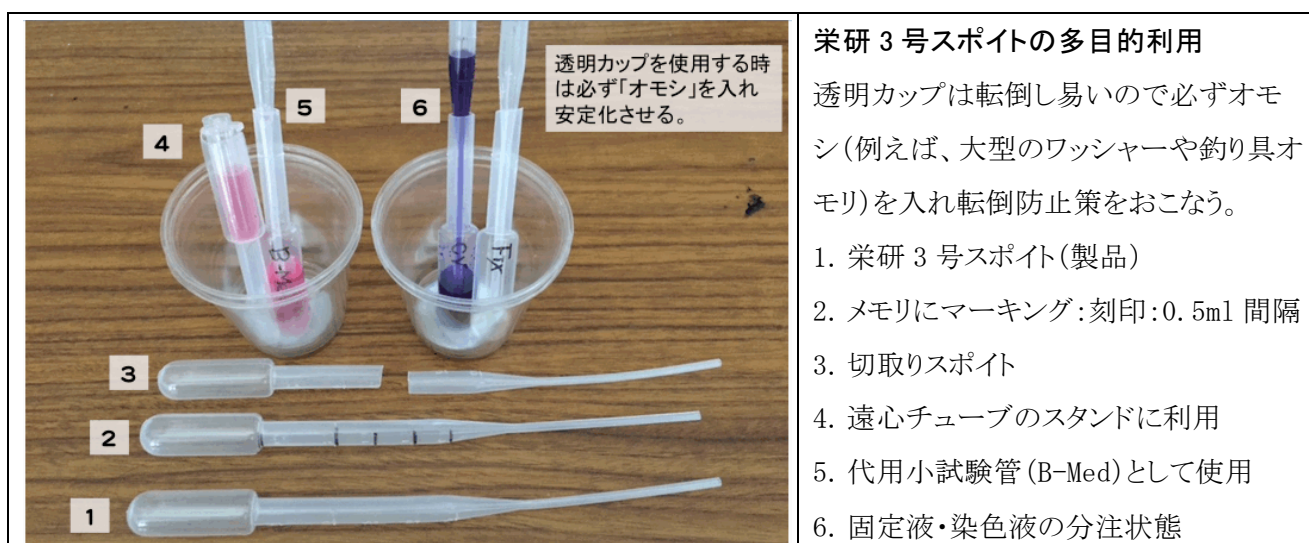 透明カップを使用する時
は必ず「オモシ」を入れ
安定化させる。
5
6
4
B-Me
GV
Fix
3
2
1
栄研 3 号スポイトの多目的利用
透明カップは転倒し易いので必ずオモ
シ(例えば、大型のワッシャーや釣り具オ
モリ)を入れ転倒防止策をおこなう。
1. 栄研 3 号スポイト(製品)
2. メモリにマーキング:刻印:0.5ml 間隔
3. 切取りスポイト
4. 遠心チューブのスタンドに利用
5. 代用小試験管(B-Med)として使用
6. 固定液・染色液の分注状態